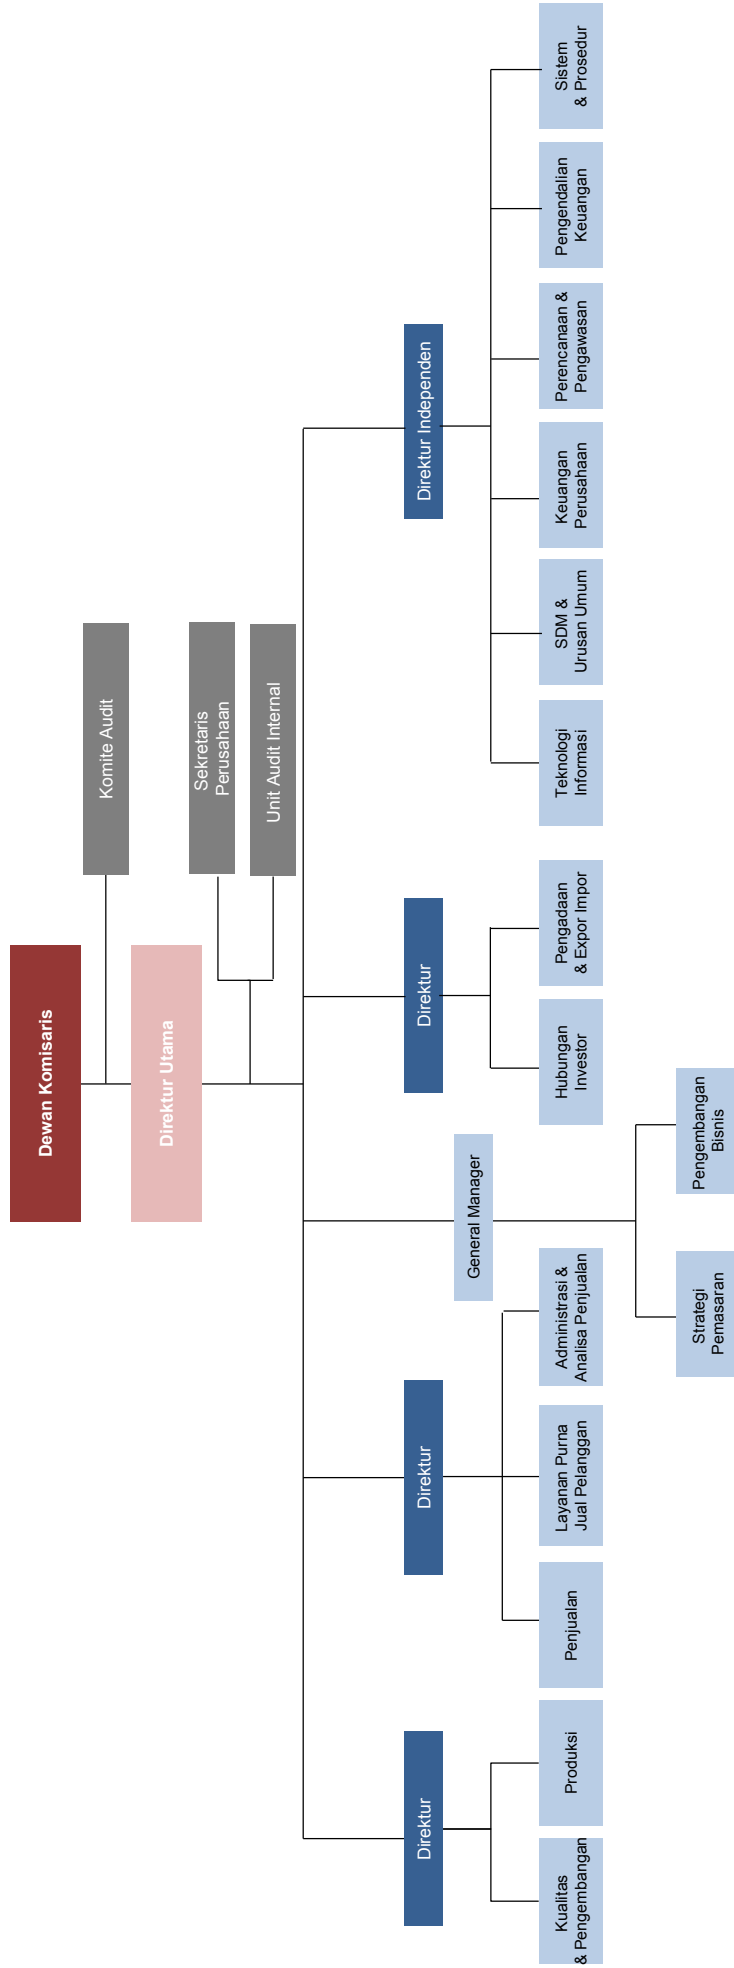 Dewan Komisaris
Komite Audit
Direktur Utama
Sekretaris
Perusahaan
Unit Audit Internal
Direktur
Direktur
General Manager
Direktur
Direktur Independen
Kualitas
& Pengembangan
Produksi
Penjualan
Layanan Purna
Jual Pelanggan
Administrasi &
Analisa Penjualan
Hubungan
Investor
Pengadaan
& Expor Impor
Teknologi
Informasi
SDM &
Urusan Umum
Keuangan
Perusahaan
Perencanaan &
Pengawasan
Pengendalian
Keuangan
Sistem
& Prosedur
Strategi
Pemasaran
Pengembangan
Bisnis